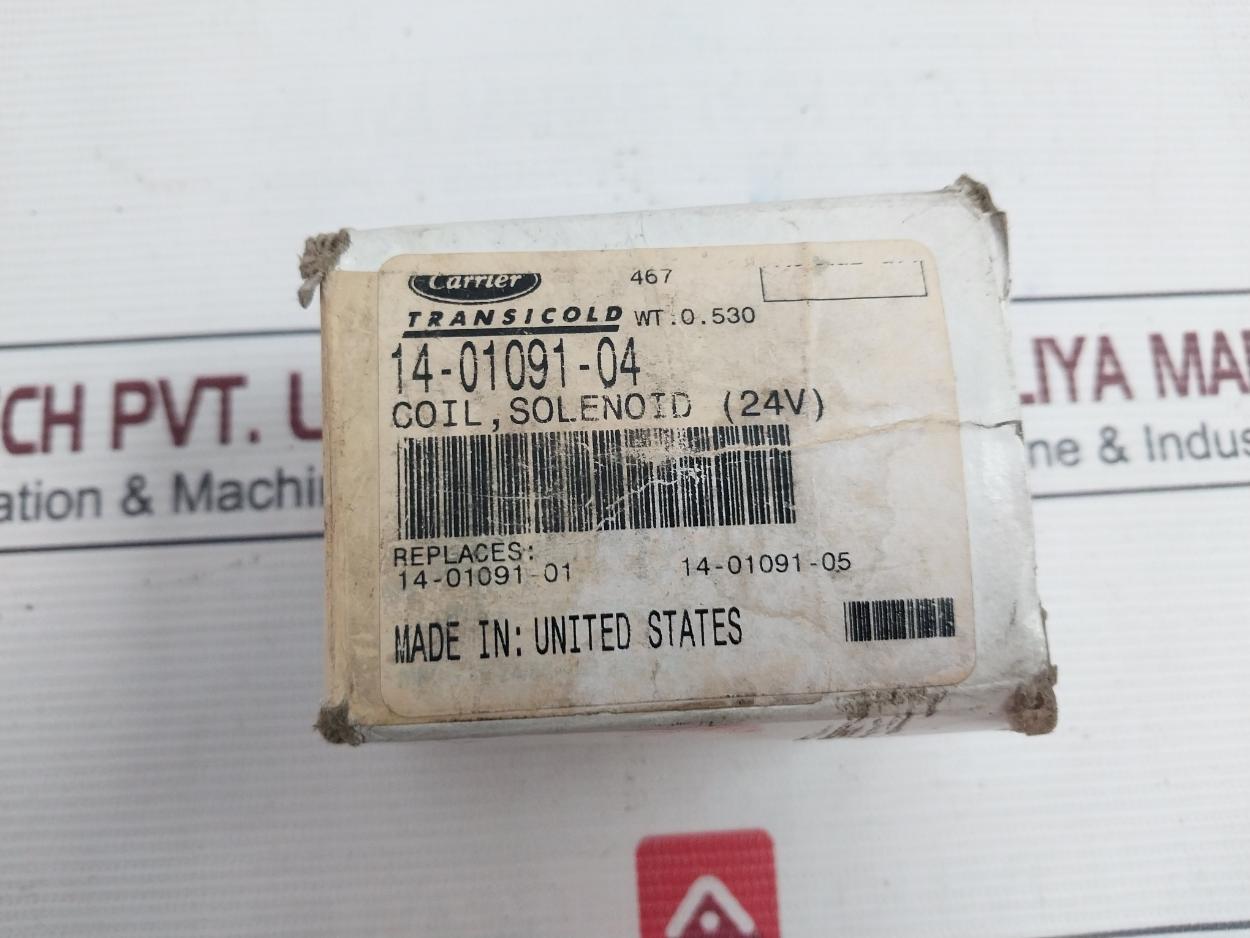 Carrier
467
TRANSICOLD WT.0.530
14-01091-04
COIL,SOLENOID (24V)
REPLACES:
14-01091-01 14-01091-05
MADE IN: UNITED STATES
CH PVT.
LIYA MA
ation & Machi
ne & Indus